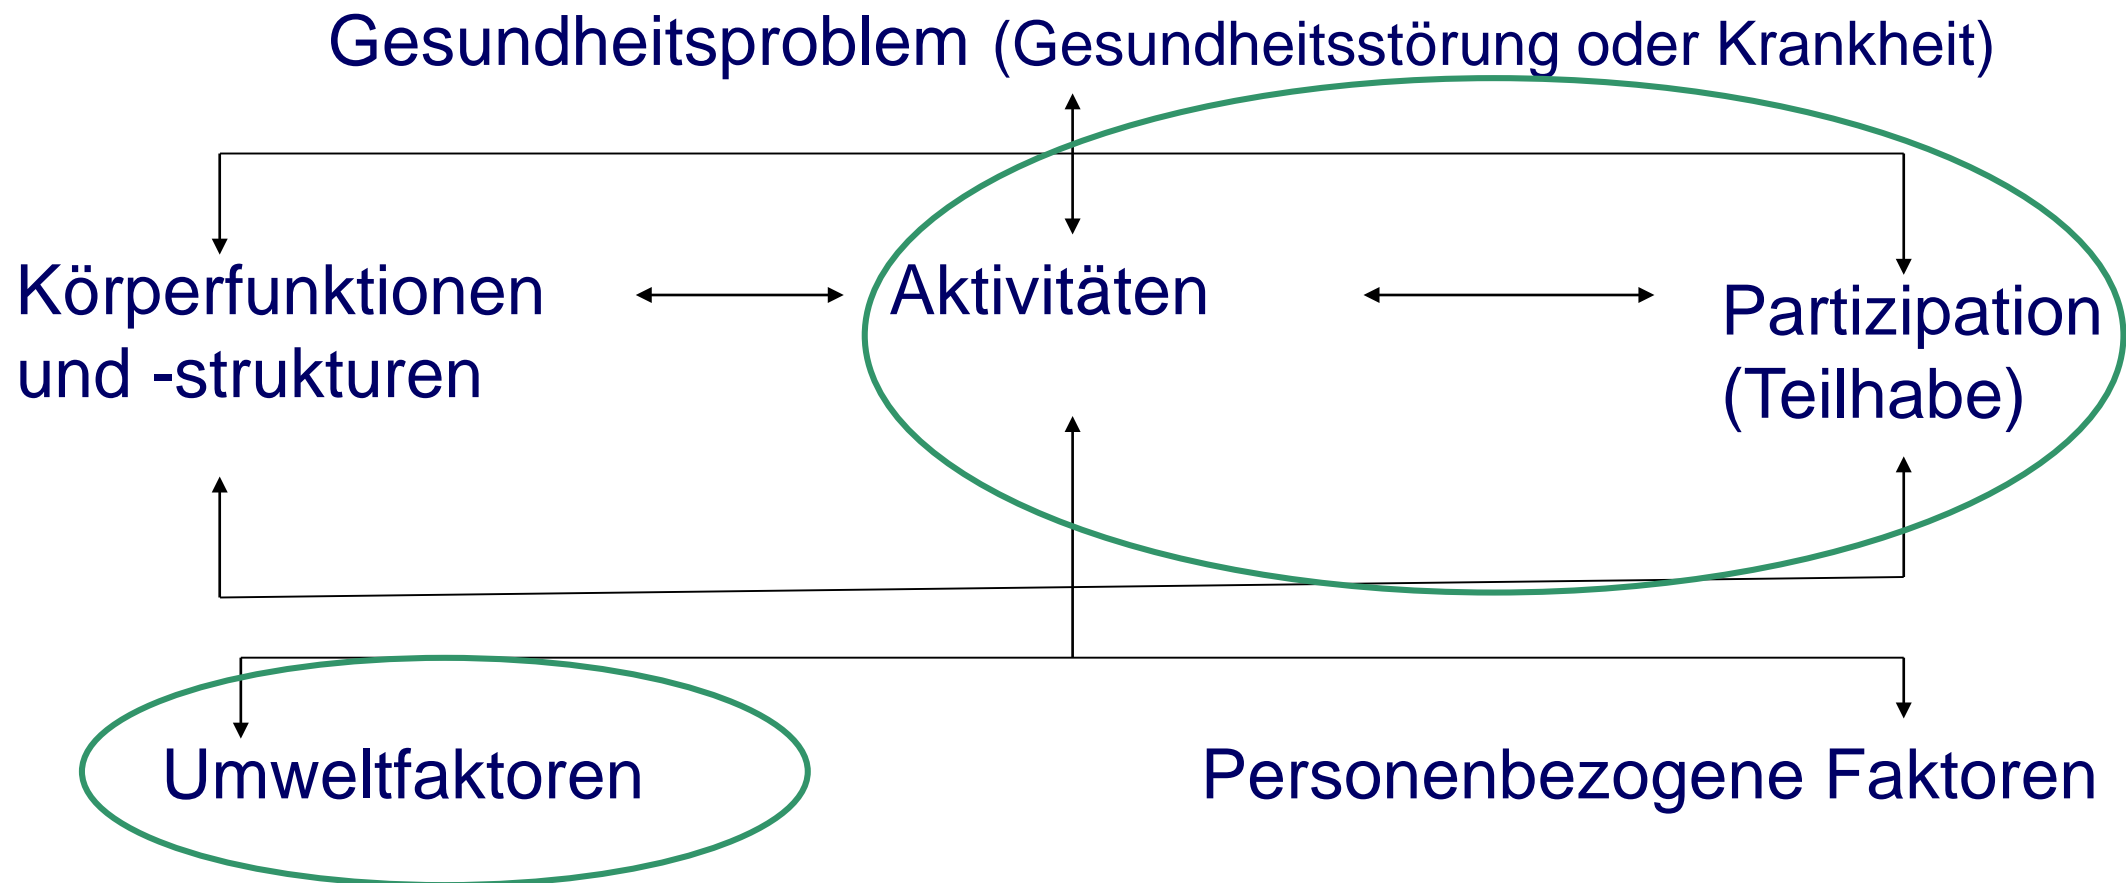 Gesundheitsproblem (Gesundheitsstörung oder Krankheit)
Körperfunktionen
und -strukturen
Aktivitäten
Partizipation
(Teilhabe)
Umweltfaktoren
Personenbezogene Faktoren